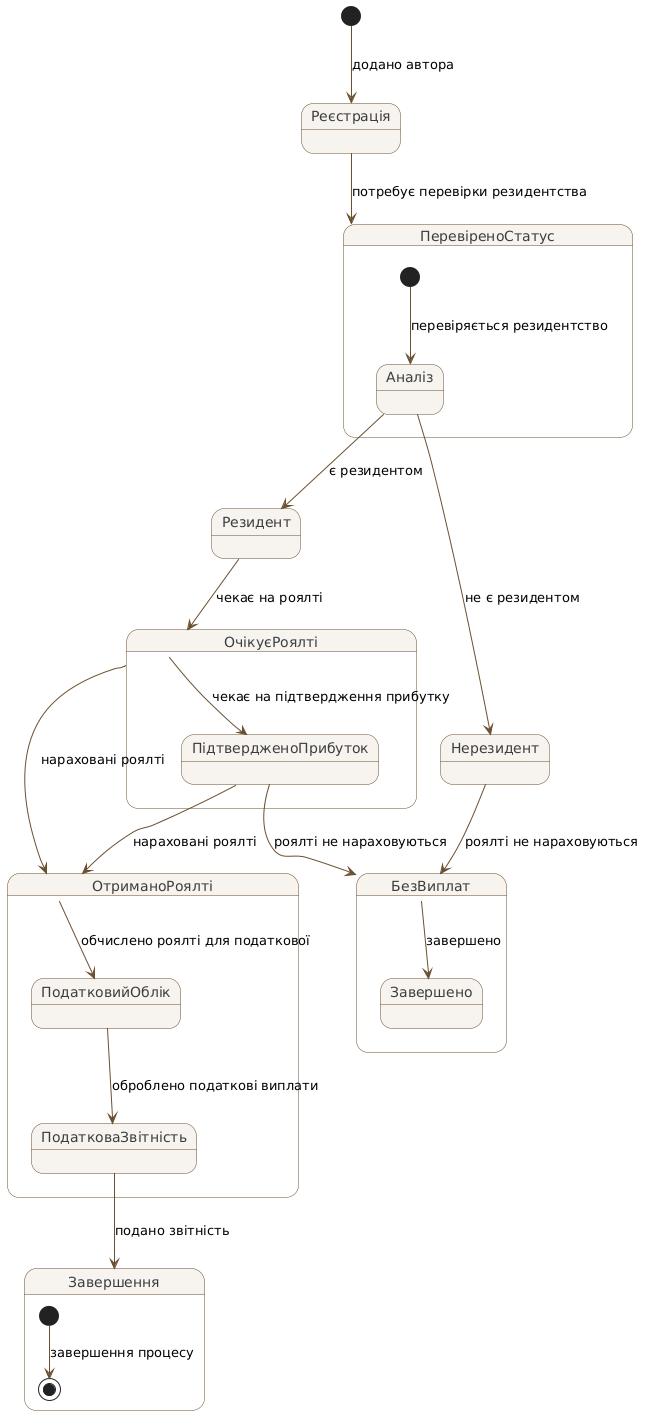 додано автора
Реєстрація
потребує перевірки резидентства
ПеревіреноСтатус
перевіряється резидентство
Аналіз
є резидентом
Резидент
чекає на роялті
не є резидентом
ОчікуєРоялті
чекає на підтвердження прибутку
ПідтвердженоПрибуток
Нерезидент
нараховані роялті
нараховані роялті
роялті не нараховуються
роялті не нараховуються
ОтриманоРоялті
БезВиплат
обчислено роялті для податкової
завершено
ПодатковийОблік
Завершено
оброблено податкові виплати
ПодатковаЗвітність
подано звітність
Завершення
завершення процесу